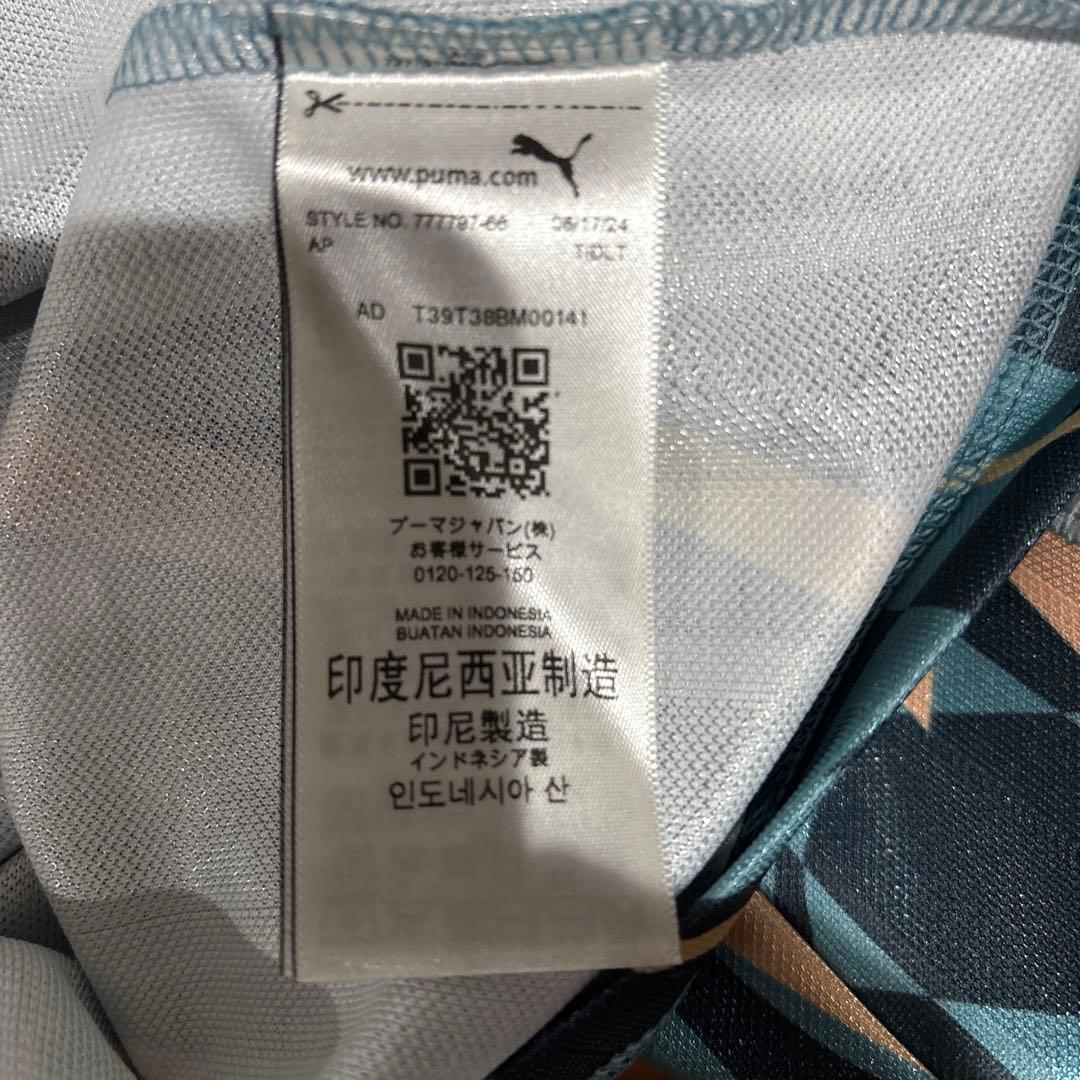 www.puma.com
STYLE NO. 777797-66
AP TIDLT
AD T39T38BM00141
プーマジャパン(株)
お客様サービス
0120-125-150
MADE IN INDONESIA
BUATAN INDONESIA
印度尼西亚制造
印尼製造
インドネシア製
인도네시아 산